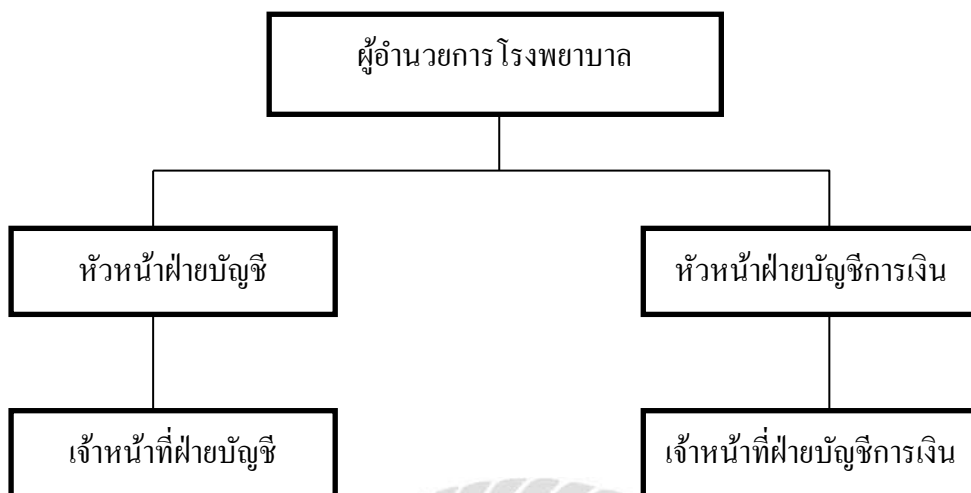 ผู้อำนวยการโรงพยาบาล
หัวหน้าฝ่ายบัญชี
หัวหน้าฝ่ายบัญชีการเงิน
เจ้าหน้าที่ฝ่ายบัญชี
เจ้าหน้าที่ฝ่ายบัญชีการเงิน